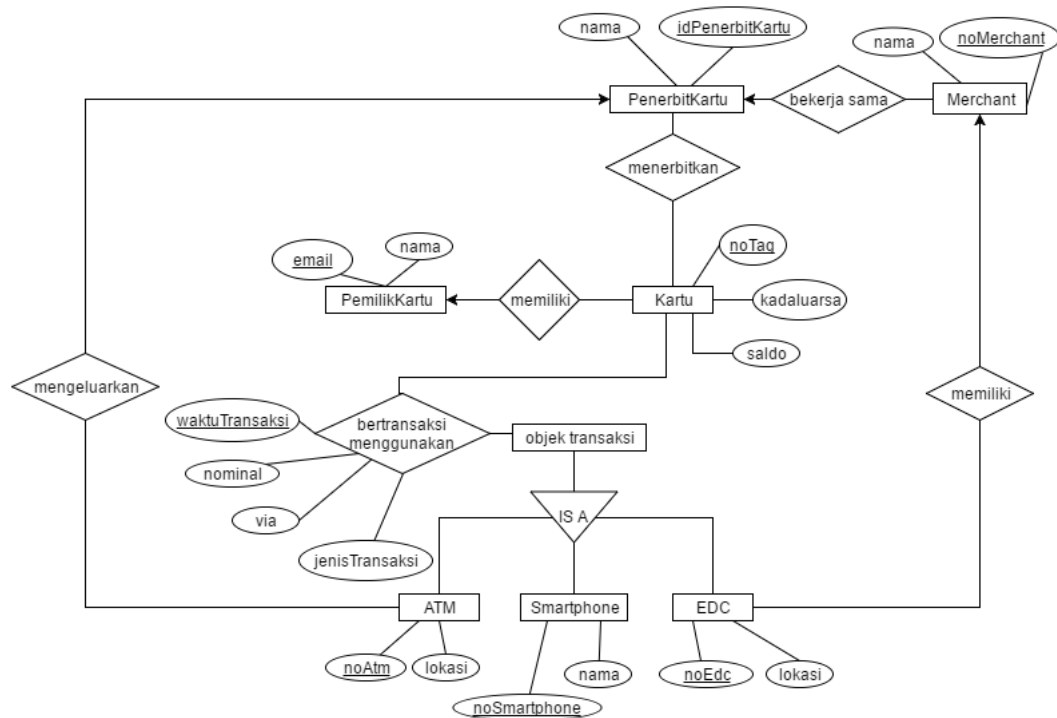 nama
idPenerbitKartu
nama
noMerchant
PenerbitKartu
bekerja sama
Merchant
menerbitkan
email
nama
noTag
PemilikKartu
memiliki
Kartu
kadaluarsa
saldo
mengeluarkan
memiliki
waktuTransaksi
bertransaksi
menggunakan
objek transaksi
nominal
via
IS A
jenisTransaksi
ATM
Smartphone
EDC
noAtm
lokasi
nama
noEdc
lokasi
noSmartphone